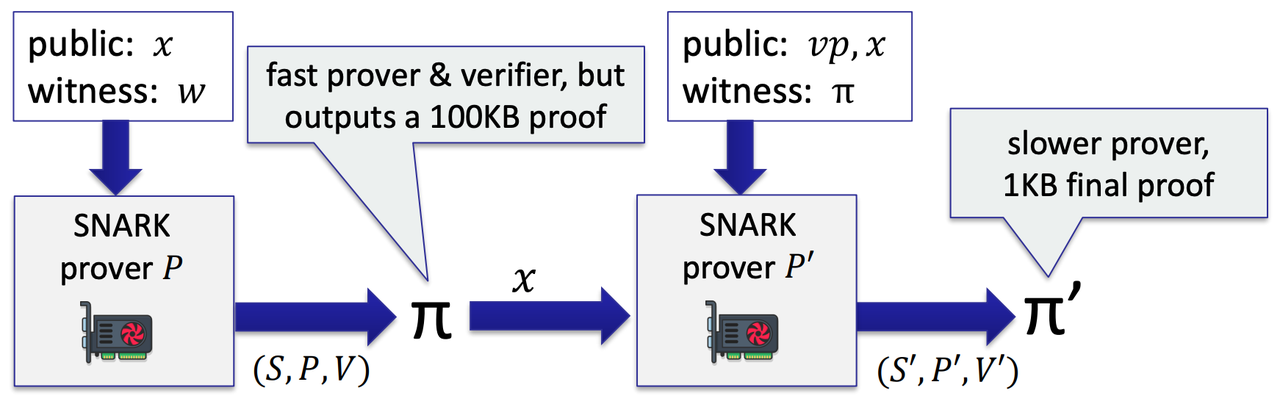 public: x
witness: w
fast prover & verifier, but
outputs a 100KB proof
public: vp, x
witness: π
slower prover,
1KB final proof
SNARK
prover P
(S, P, V)
π
x
SNARK
prover P′
(S′, P′, V′)
π′